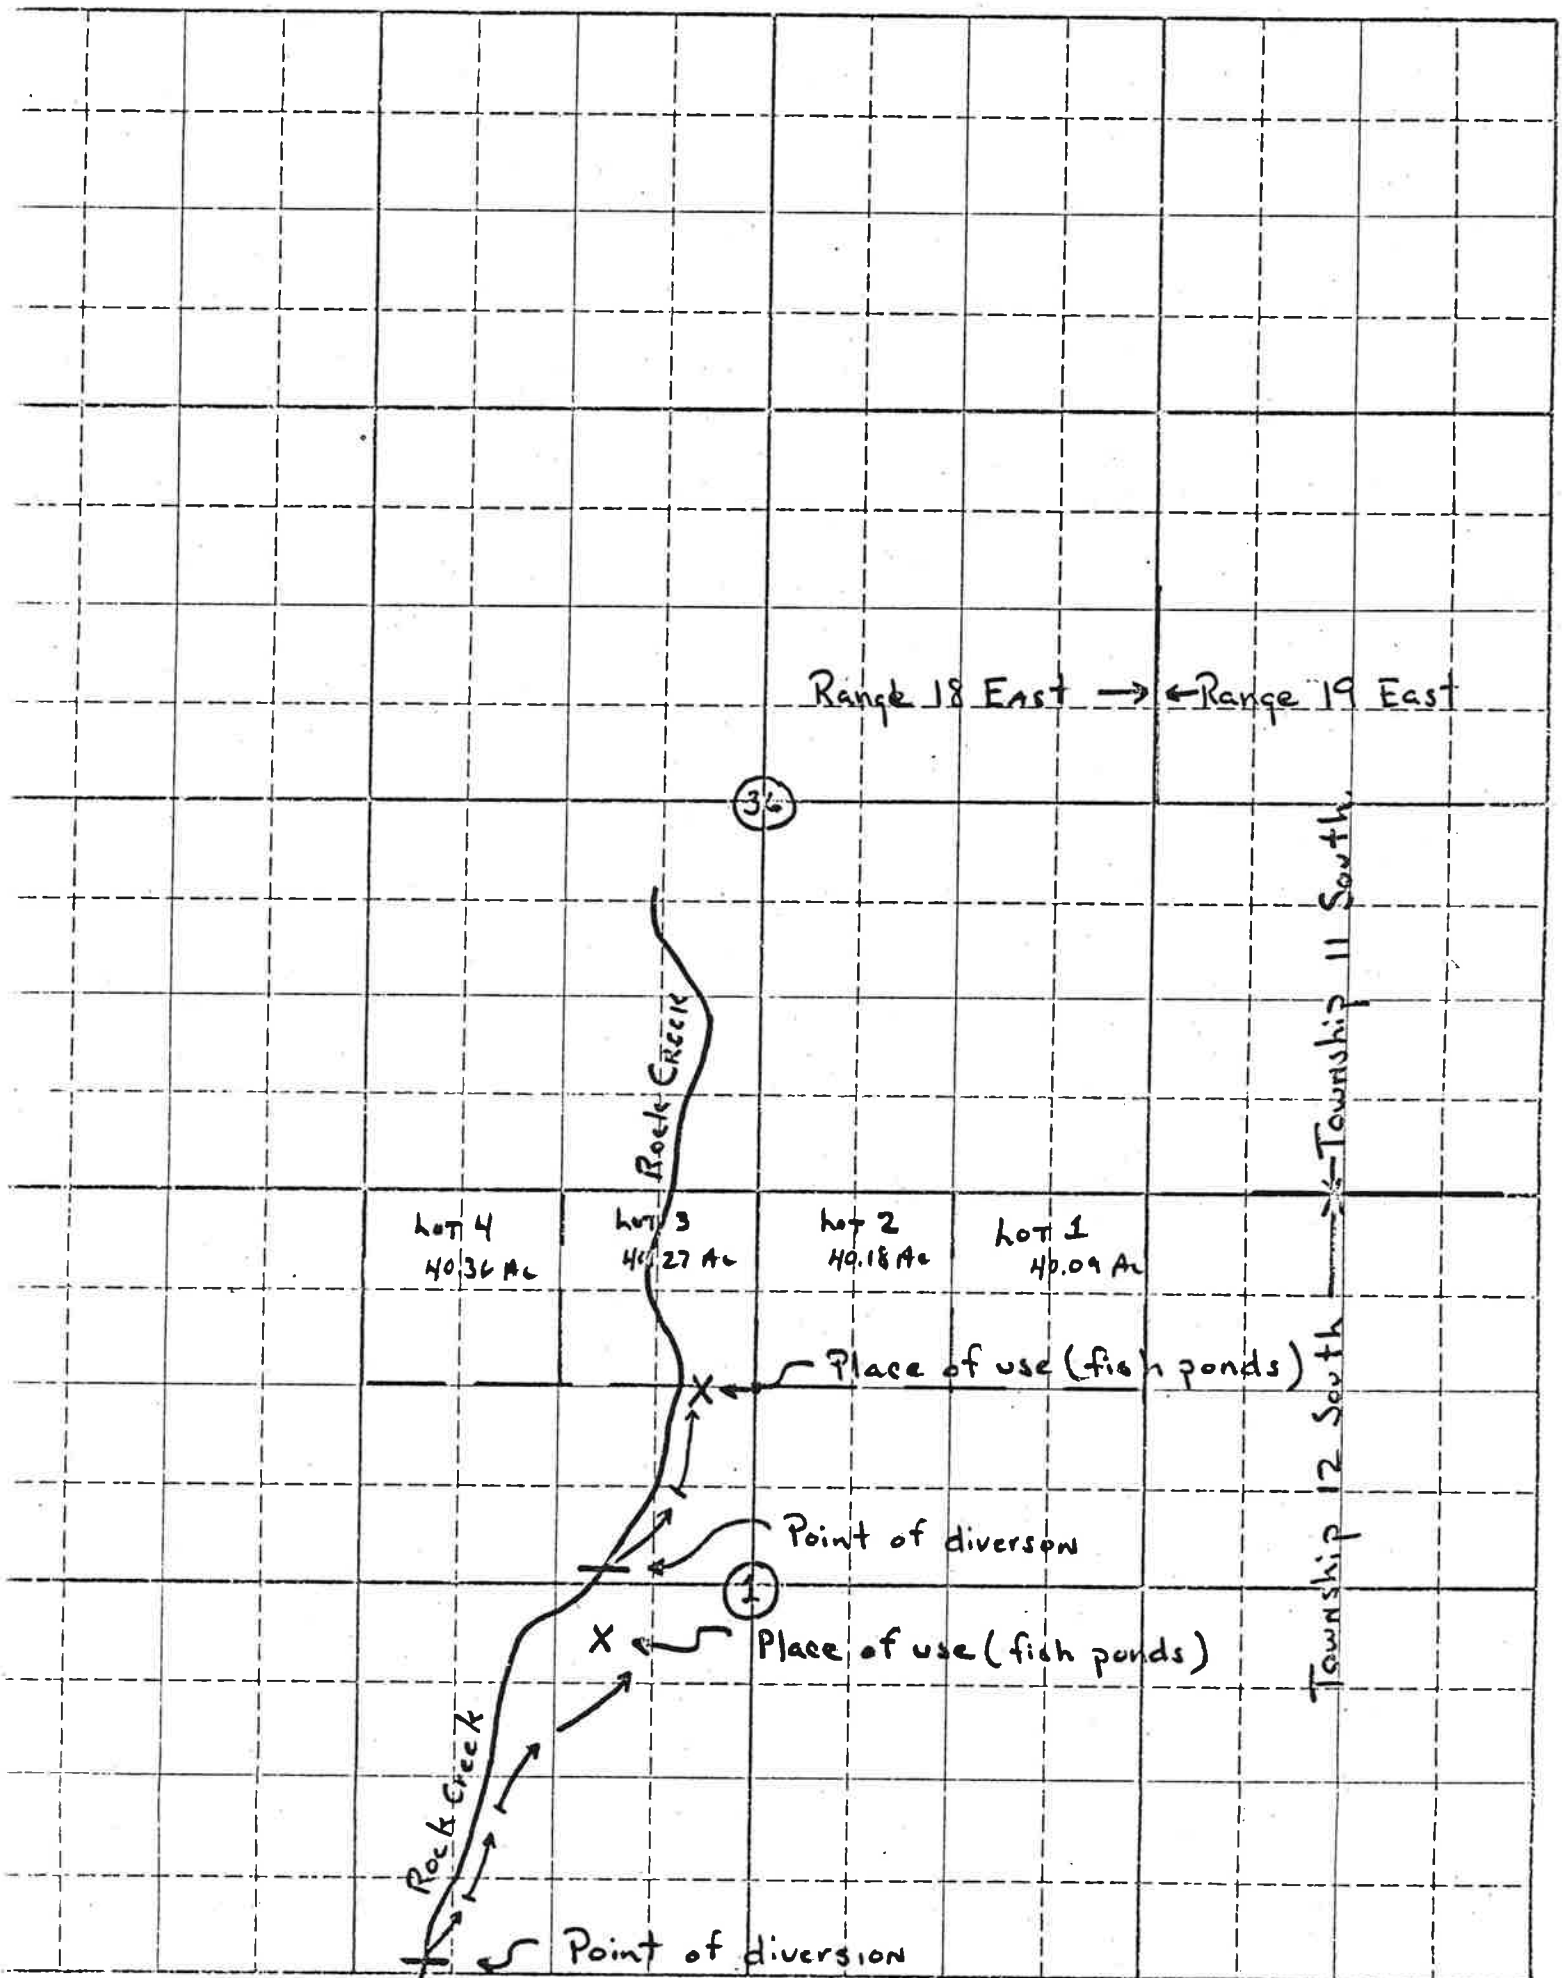 Range 18 East → ← Range 19 East
36
Township 11 South
Rock Creek
Lot 4
40.36 Ac
Lot 3
40.27 Ac
Lot 2
40.18 Ac
Lot 1
40.09 Ac
Place of use (fish ponds)
Township 12 South
Point of diverson
1
Place of use (fish ponds)
Rock Creek
Point of diversion